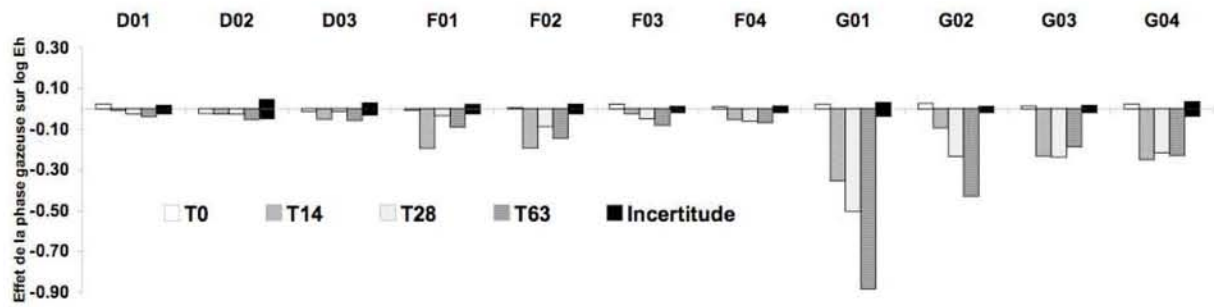 D01 D02 D03 F01 F02 F03 F04 G01 G02 G03 G04
Effet de la phase gazeuse sur log Eh
0.30
0.10
-0.10
-0.30
-0.50
-0.70
-0.90
T0 T14 T28 T63 Incertitude